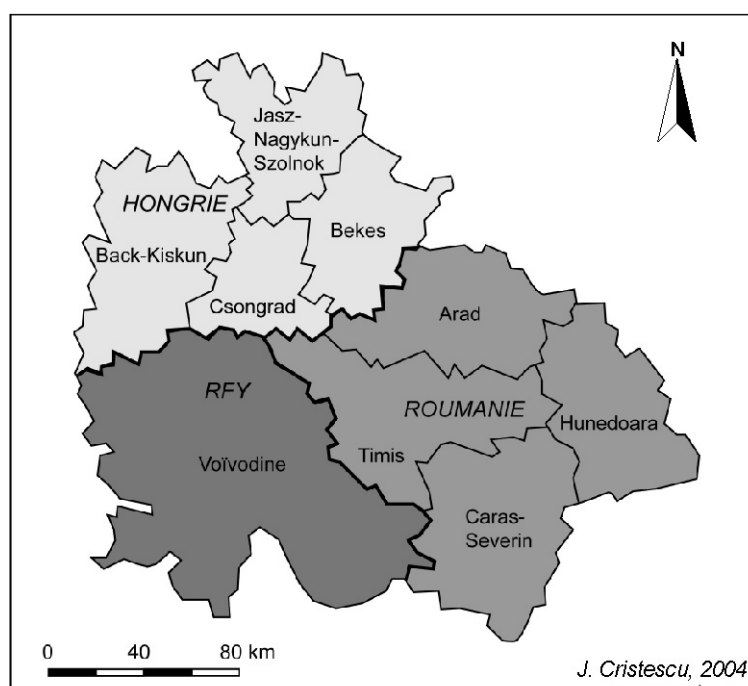 N
Jasz-
Nagykun-
Szolnok
HONGRIE
Bekes
Back-Kiskun
Csongrad
Arad
RFY
ROUMANIE
Hunedoara
Timis
Voïvodine
Caras-
Severin
0 40 80 km
J. Cristescu, 2004